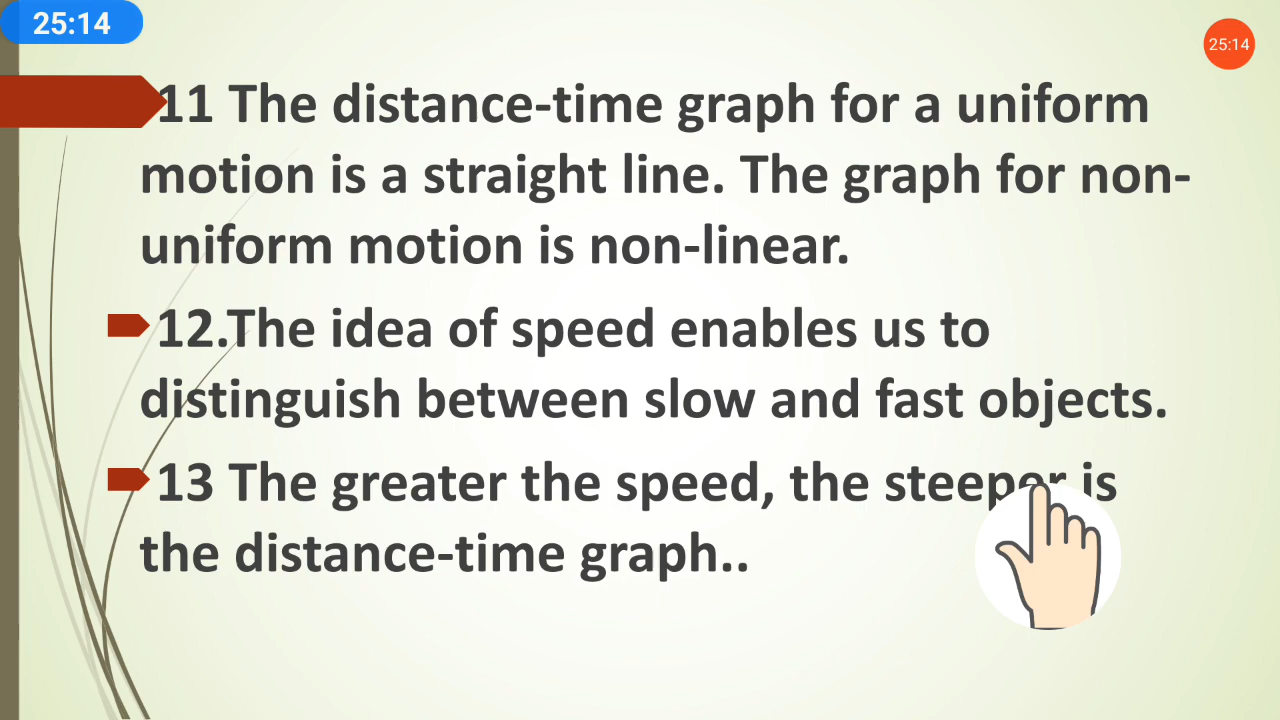 25:14
25:14
11 The distance-time graph for a uniform
motion is a straight line. The graph for non-
uniform motion is non-linear.
12.The idea of speed enables us to
distinguish between slow and fast objects.
13 The greater the speed, the steeper is
the distance-time graph..